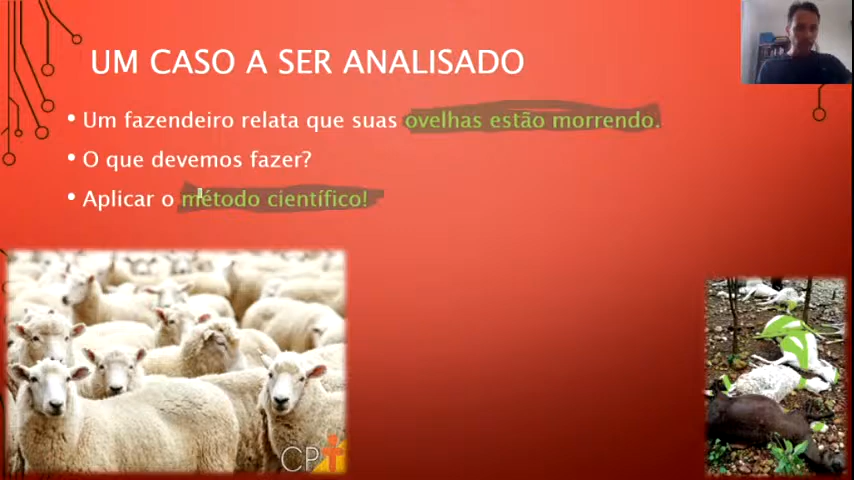 UM CASO A SER ANALISADO
• Um fazendeiro relata que suas ovelhas estão morrendo.
• O que devemos fazer?
• Aplicar o método científico!
CPT